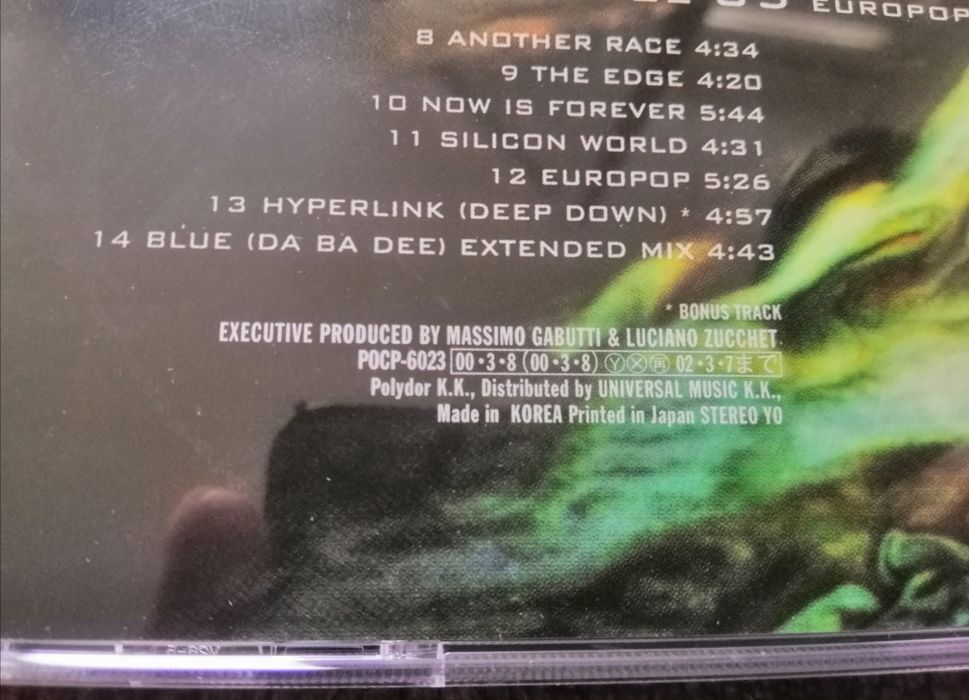 EUROPOP
8 ANOTHER RACE 4:34
9 THE EDGE 4:20
10 NOW IS FOREVER 5:44
11 SILICON WORLD 4:31
12 EUROPOP 5:26
13 HYPERLINK (DEEP DOWN) * 4:57
14 BLUE (DA BA DEE) EXTENDED MIX 4:43
* BONUS TRACK
EXECUTIVE PRODUCED BY MASSIMO GABUTTI & LUCIANO ZUCCHET
POCP-6023 00・3・8 (00・3・8) Ⓨ Ⓧ ㊢ 02・3・7まで
Polydor K.K., Distributed by UNIVERSAL MUSIC K.K.,
Made in KOREA Printed in Japan STEREO YO